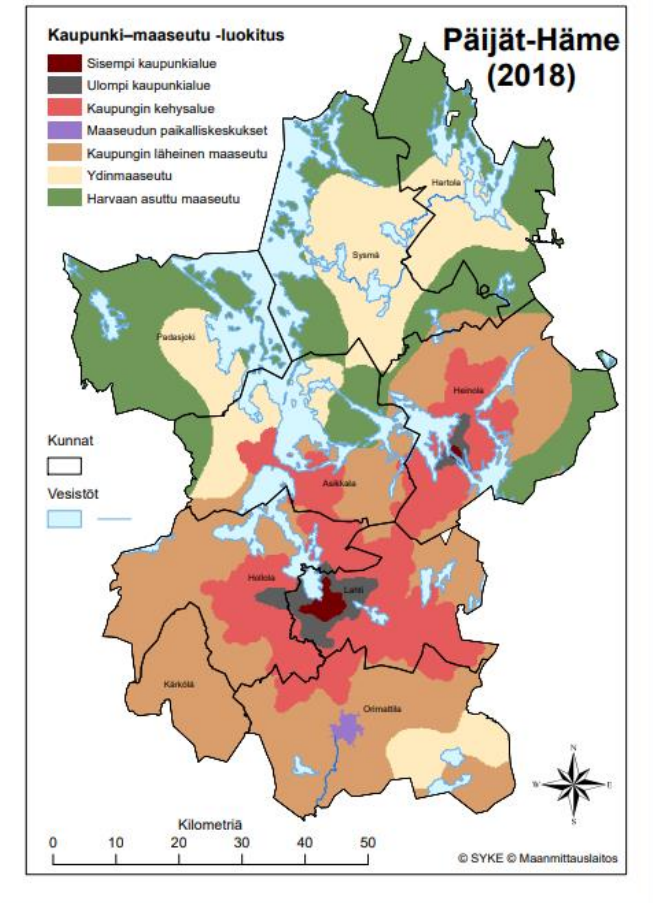 Kaupunki–maaseutu -luokitus
Sisempi kaupunkialue
Ulompi kaupunkialue
Kaupungin kehysalue
Maaseudun paikalliskeskukset
Kaupungin läheinen maaseutu
Ydinmaaseutu
Harvaan asuttu maaseutu
Päijät-Häme
(2018)
Hartola
Sysmä
Padasjoki
Heinola
Kunnat
Vesistöt
Asikkala
Hollola
Lahti
Kärkölä
Orimattila
N
W
E
S
Kilometriä
0 10 20 30 40 50
© SYKE © Maanmittauslaitos